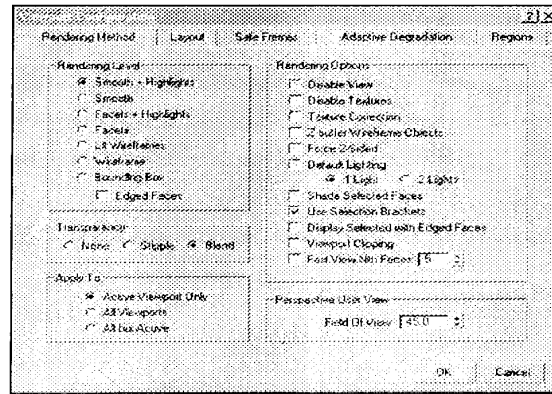 Rendering Method Layout Safe Frames Adaptive Degradation Regions
Rendering Level
Smooth + Highlights
Smooth
Facets + Highlights
Facets
Lit Wireframes
Wireframe
Bounding Box
Edged Faces
Transparency
None Stipple Blend
Apply To
Active Viewport Only
All Viewports
All but Active
Rendering Options
Disable View
Disable Textures
Texture Correction
Z-buffer Wireframe Objects
Force 2-Sided
Default Lighting
1 Light 2 Lights
Shade Selected Faces
Use Selection Brackets
Display Selected with Edged Faces
Viewport Clipping
Fast View Nth Faces 5
Perspective User View
Field Of View 45.0
OK Cancel